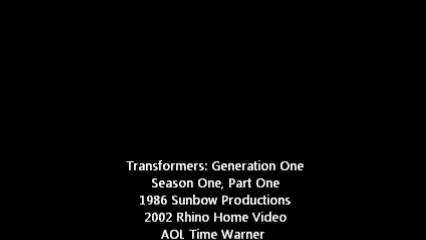 Transformers: Generation One
Season One, Part One
1986 Sunbow Productions
2002 Rhino Home Video
AOL Time Warner